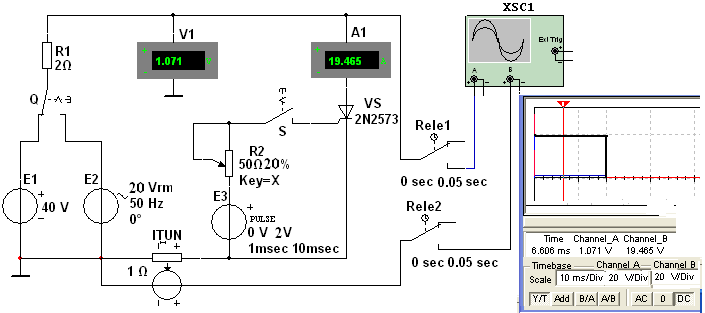 XSC1
V1
A1
Ext Trig
R1
2Ω
1.071
19.465
A
A
B
Q
VS
2N2573
S
Rele1
R2
50Ω20%
Key=X
0 sec 0.05 sec
E1
E2
20 Vrm
50 Hz
0°
40 V
E3
PULSE
0 V 2V
1msec 10msec
Rele2
0 sec 0.05 sec
ITUN
1 Ω
Time Channel_A Channel_B
6.606 ms 1.071 V 19.465 V
Timebase Channel A Channel B
Scale 10 ms/Div 20 V/Div 20 V/Div
Y/T Add B/A A/B AC 0 DC